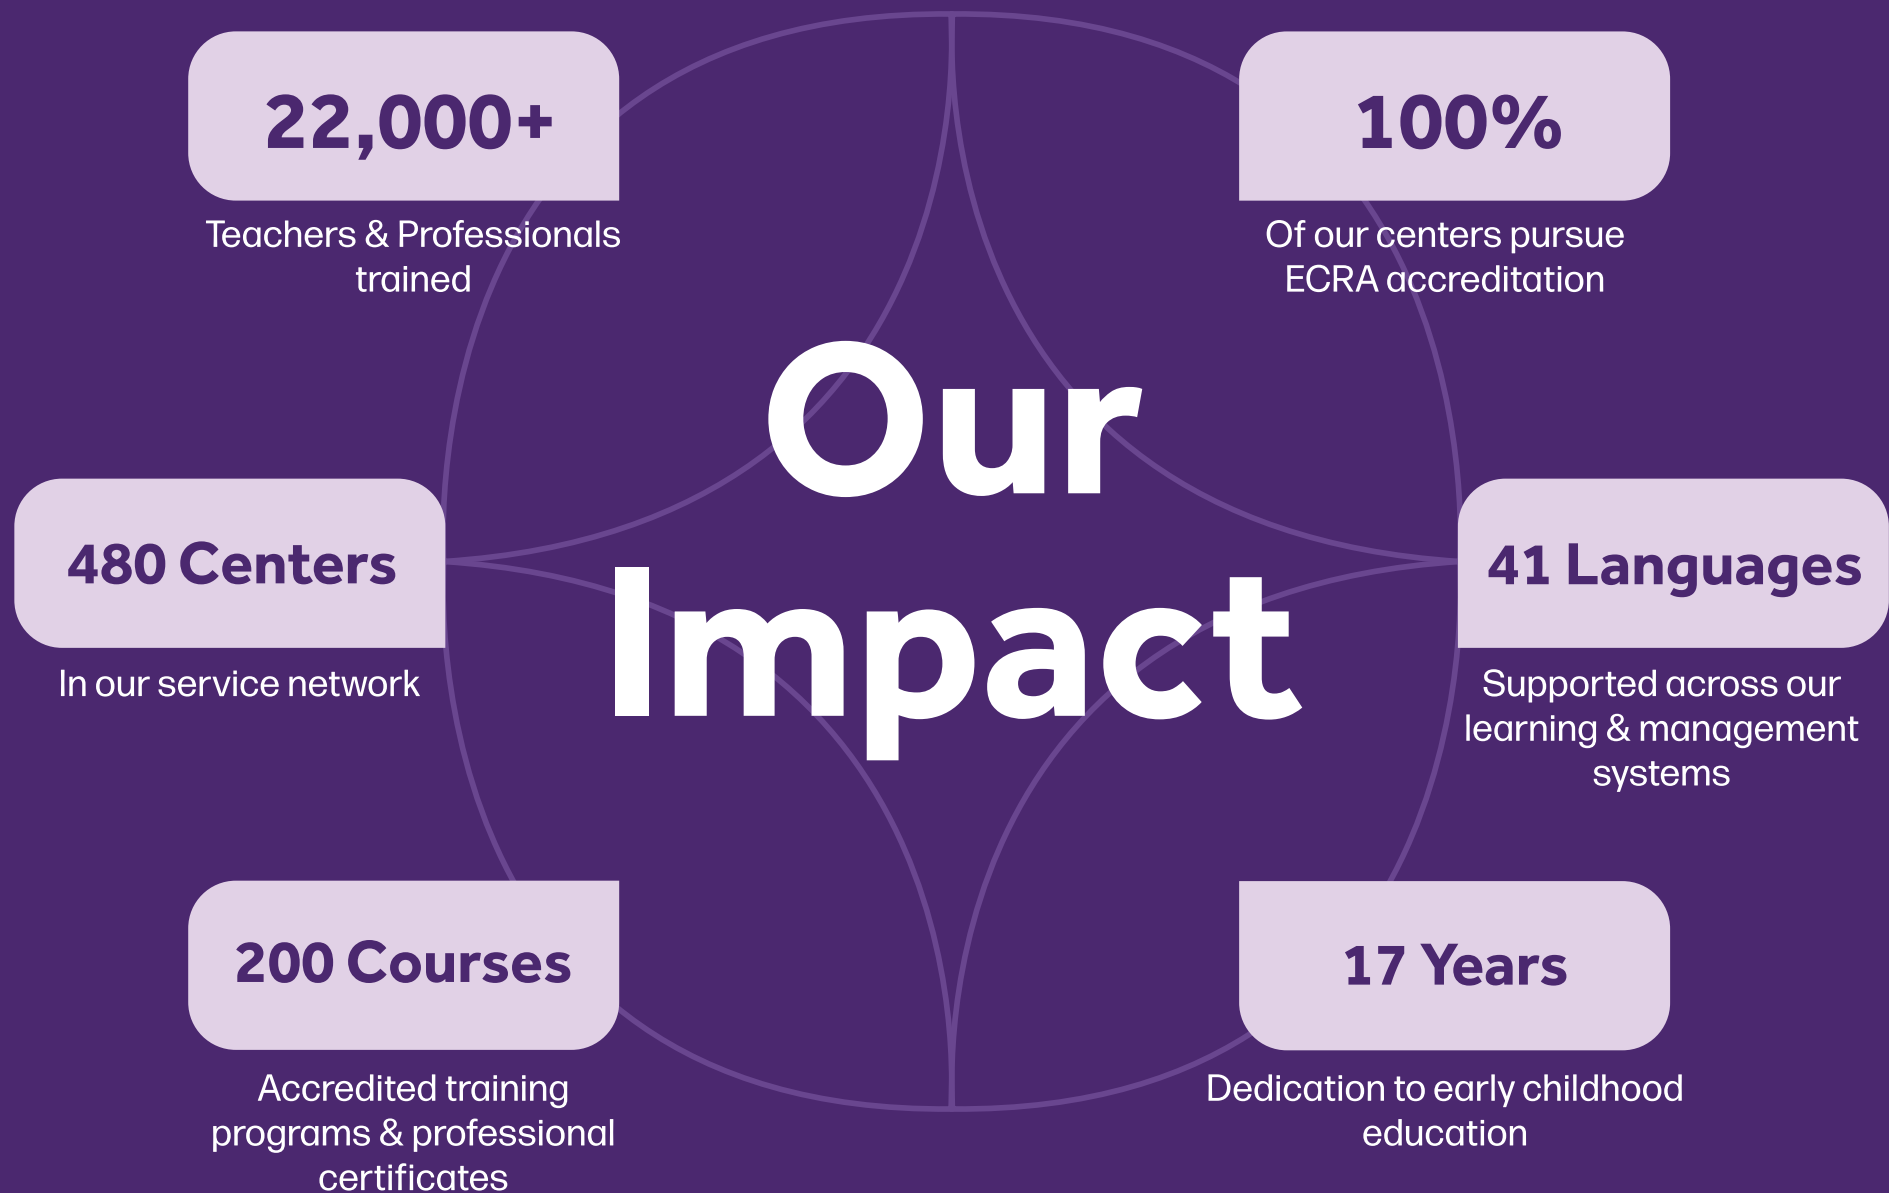 22,000+
Teachers & Professionals
trained
100%
Of our centers pursue
ECRA accreditation
Our
Impact
480 Centers
In our service network
41 Languages
Supported across our
learning & management
systems
200 Courses
Accredited training
programs & professional
certificates
17 Years
Dedication to early childhood
education